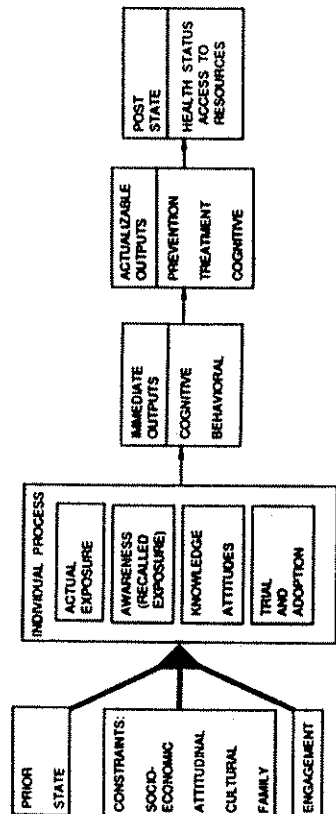 PRIOR
STATE
CONSTRAINTS:
SOCIO-
ECONOMIC
ATTITUDINAL
CULTURAL
FAMILY
ENGAGEMENT
INDIVIDUAL PROCESS
ACTUAL
EXPOSURE
AWARENESS
(RECALLED
EXPOSURE)
KNOWLEDGE
ATTITUDES
TRIAL
AND
ADOPTION
IMMEDIATE
OUTPUTS
COGNITIVE
BEHAVIORAL
ACTUALIZABLE
OUTPUTS
PREVENTION
TREATMENT
COGNITIVE
POST
STATE
HEALTH STATUS
ACCESS TO
RESOURCES